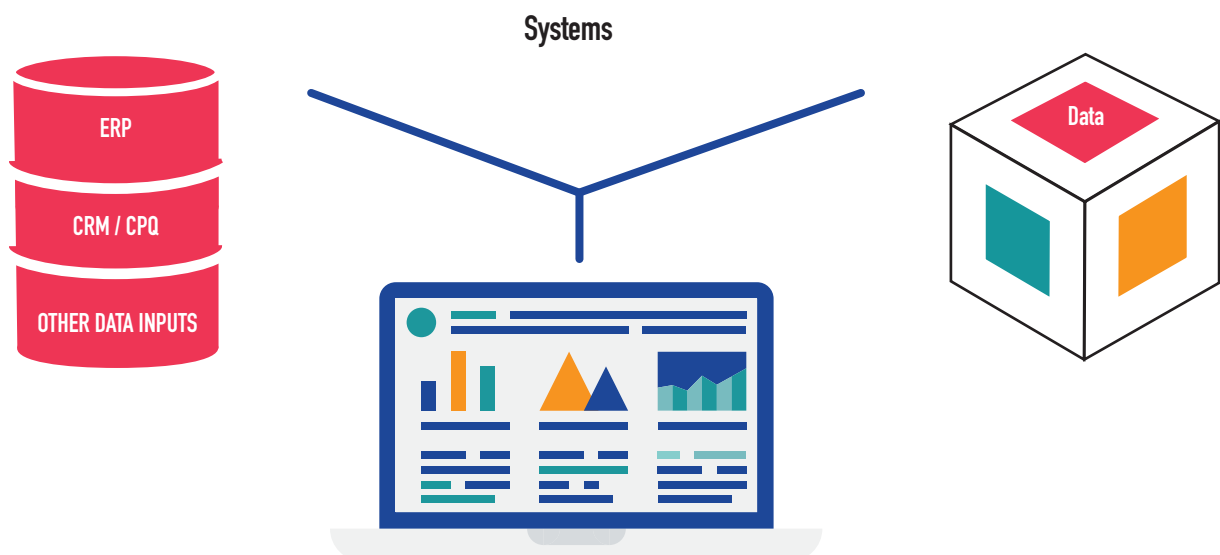 Systems
ERP
CRM / CPQ
OTHER DATA INPUTS
Data